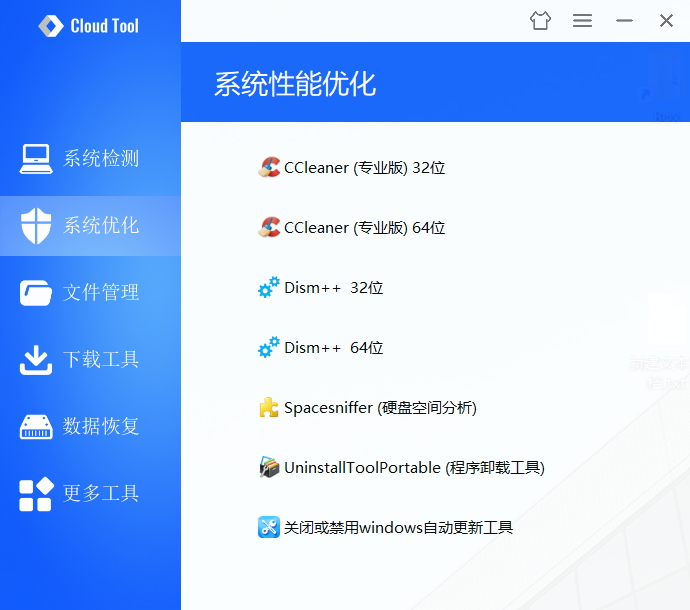 Cloud Tool
系统性能优化
系统检测
系统优化
文件管理
下载工具
数据恢复
更多工具
CCleaner (专业版) 32位
CCleaner (专业版) 64位
Dism++ 32位
Dism++ 64位
Spacesniffer (硬盘空间分析)
UninstallToolPortable (程序卸载工具)
关闭或禁用windows自动更新工具